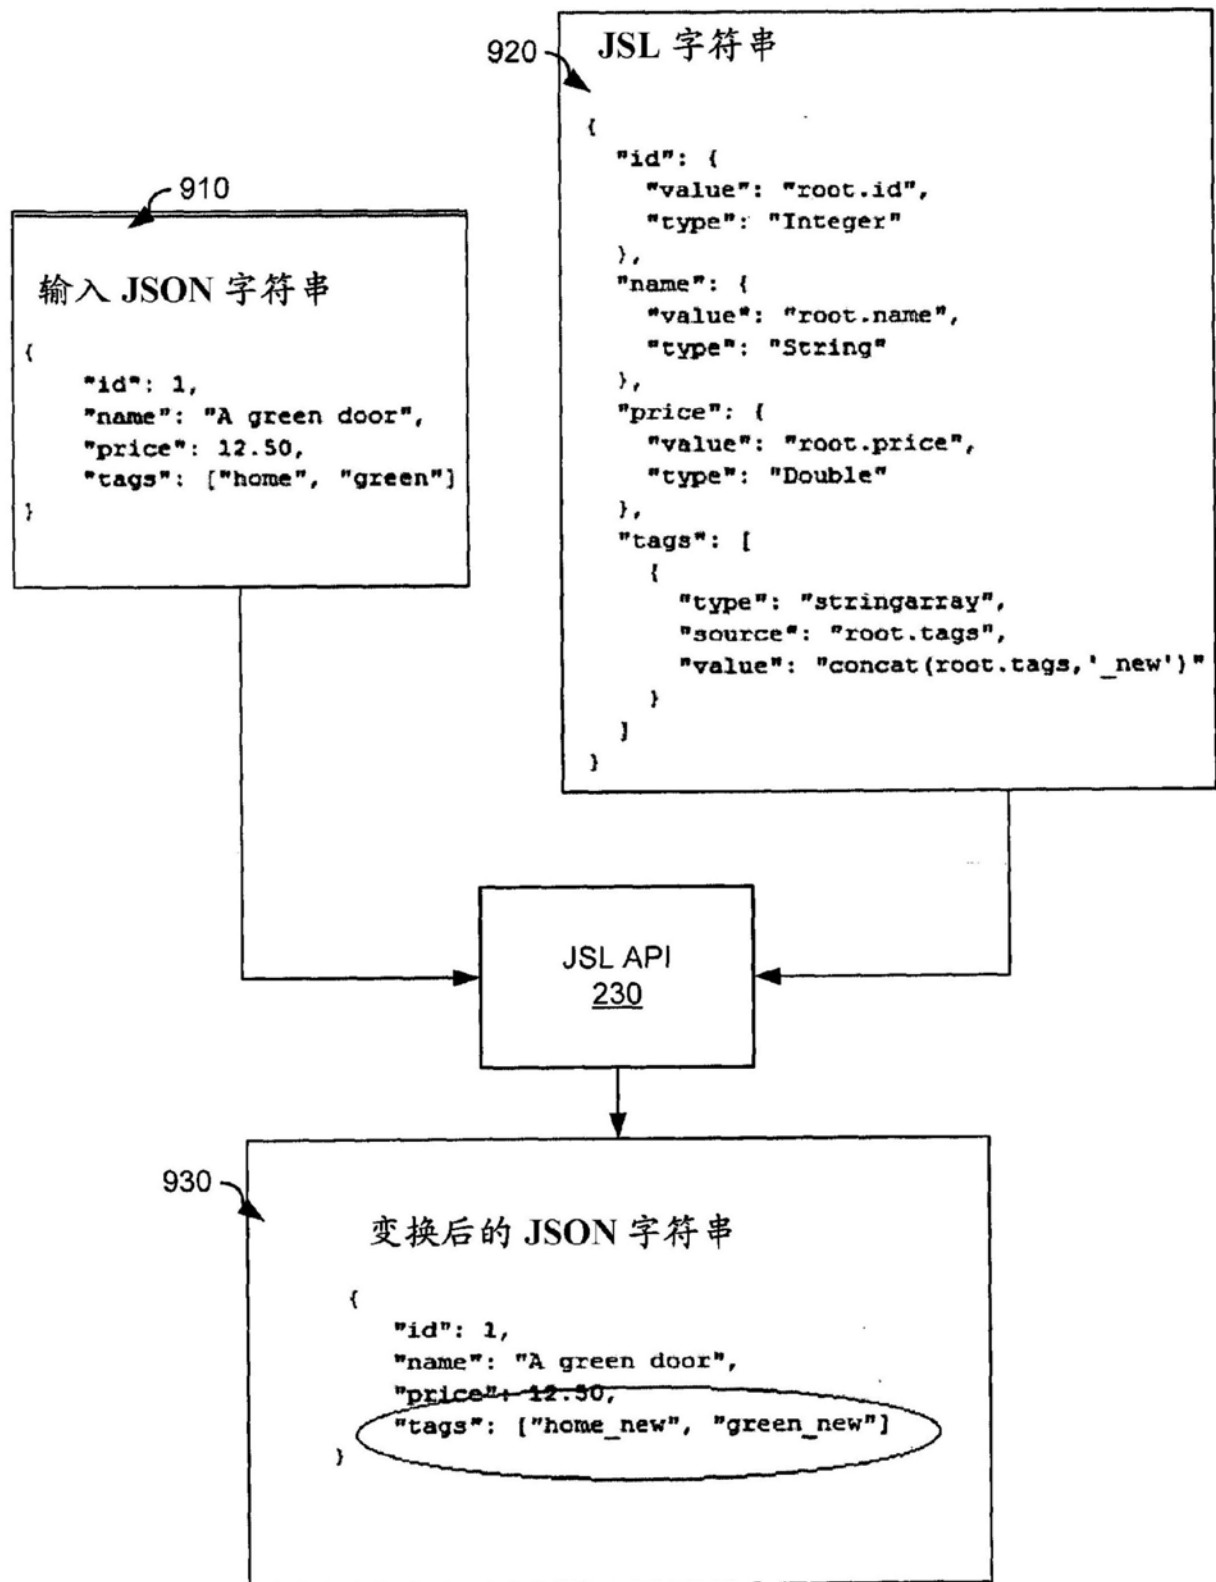 910
输入 JSON 字符串
{
"id": 1,
"name": "A green door",
"price": 12.50,
"tags": ["home", "green"]
}
920
JSL 字符串
{
"id": {
"value": "root.id",
"type": "Integer"
},
"name": {
"value": "root.name",
"type": "String"
},
"price": {
"value": "root.price",
"type": "Double"
},
"tags": [
{
"type": "stringarray",
"source": "root.tags",
"value": "concat(root.tags,'_new')"
}
]
}
JSL API
230
930
变换后的 JSON 字符串
{
"id": 1,
"name": "A green door",
"price": 12.50,
"tags": ["home_new", "green_new"]
}